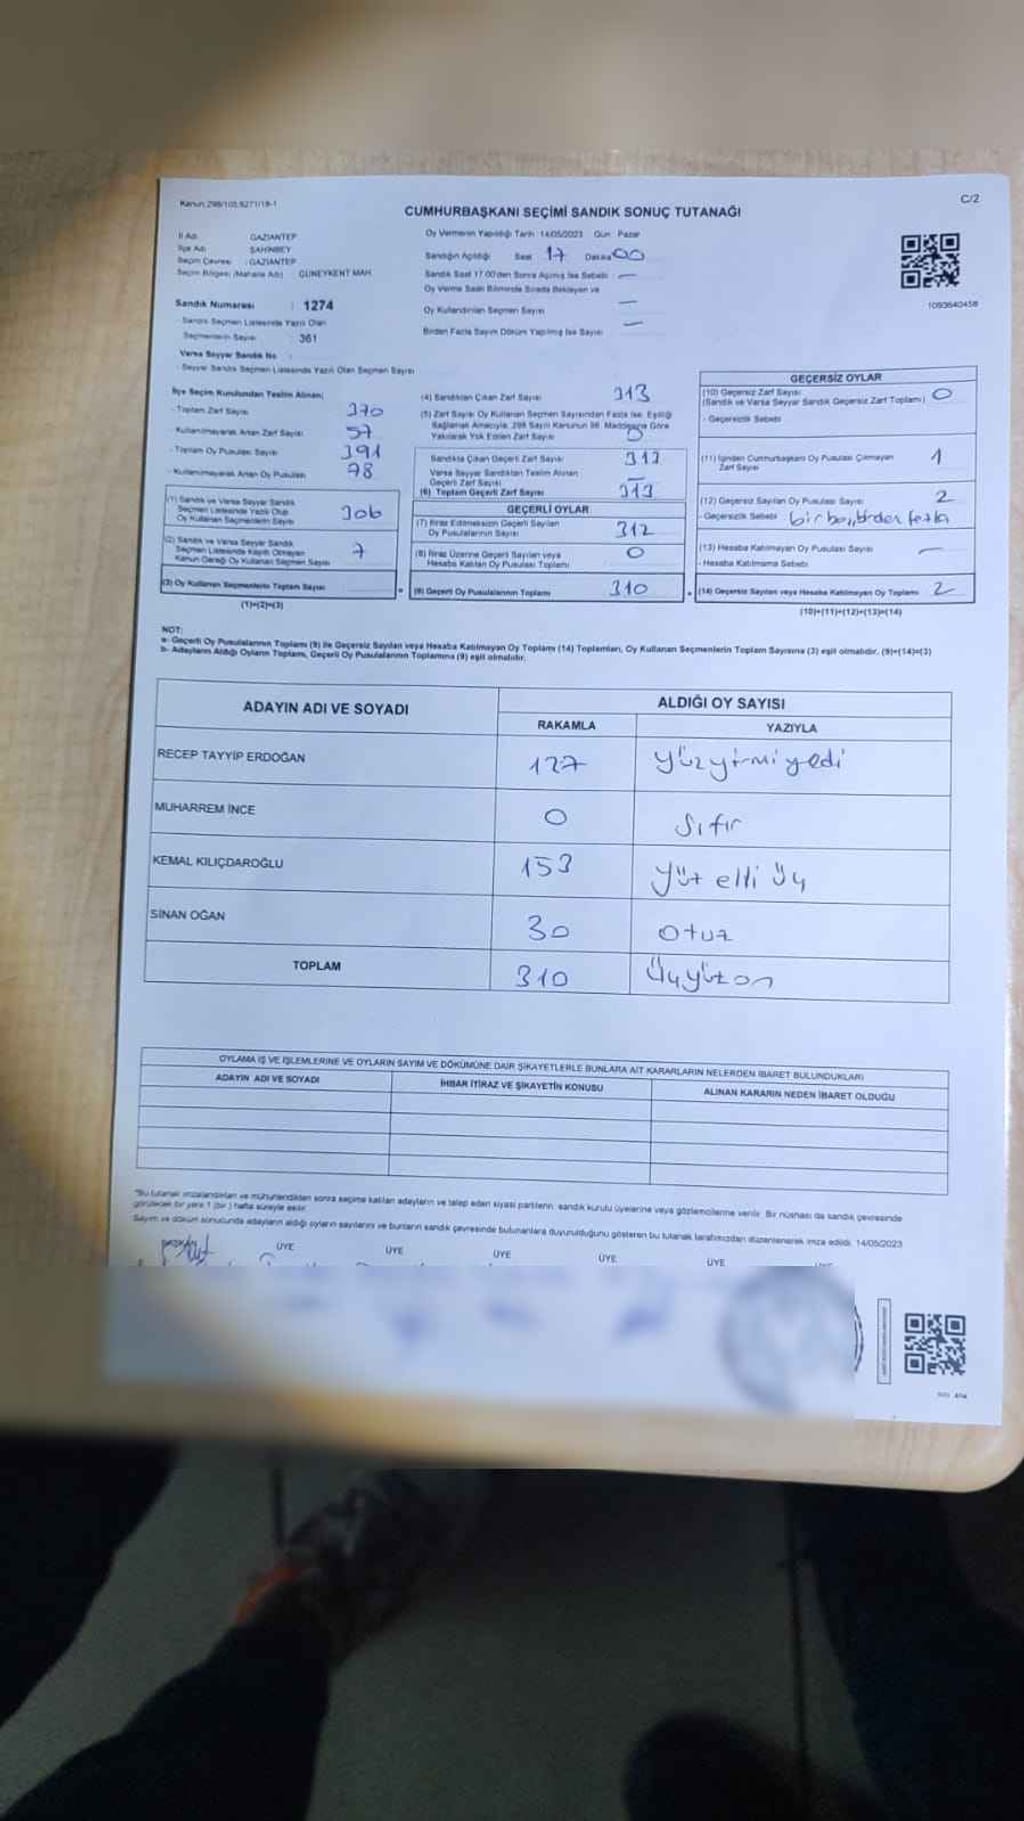 Kanun:298/105,6271/18-1
C/2
CUMHURBAŞKANI SEÇİMİ SANDIK SONUÇ TUTANAĞI
İl Adı GAZİANTEP
İlçe Adı ŞAHİNBEY
Seçim Çevresi : GAZİANTEP
Seçim Bölgesi (Mahalle Adı) : GÜNEYKENT MAH.
Oy Vermenin Yapıldığı Tarih 14/05/2023 Gün : Pazar
Sandığın Açıldığı Saat 17 Dakika 00
Sandık Saat 17:00'den Sonra Açılmış İse Sebebi : —
Oy Verme Saati Bitiminde Sırada Bekleyen ve
Oy Kullandırılan Seçmen Sayısı —
Birden Fazla Sayım Döküm Yapılmış İse Sayısı —
1093640458
Sandık Numarası : 1274
Sandık Seçmen Listesinde Yazılı Olan
Seçmenlerin Sayısı 361
Varsa Seyyar Sandık No :
- Seyyar Sandık Seçmen Listesinde Yazılı Olan Seçmen Sayısı
İlçe Seçim Kurulundan Teslim Alınan;
- Toplam Zarf Sayısı 370
- Kullanılmayarak Artan Zarf Sayısı 57
- Toplam Oy Pusulası Sayısı 391
- Kullanılmayarak Artan Oy Pusulası 78
(1) Sandık ve Varsa Seyyar Sandık
Seçmen Listesinde Yazılı Olup
Oy Kullanan Seçmenlerin Sayısı 306
(2) Sandık ve Varsa Seyyar Sandık
Seçmen Listesinde Kayıtlı Olmayan
Kanun Gereği Oy Kullanan Seçmen Sayısı 7
(3) Oy Kullanan Seçmenlerin Toplam Sayısı
(1)+(2)=(3)
(4) Sandıktan Çıkan Zarf Sayısı 313
(5) Zarf Sayısı Oy Kullanan Seçmen Sayısından Fazla İse, Eşitliği
Sağlamak Amacıyla, 298 Sayılı Kanunun 98. Maddesine Göre
Yakılarak Yok Edilen Zarf Sayısı
Sandıkta Çıkan Geçerli Zarf Sayısı 313
Varsa Seyyar Sandıktan Teslim Alınan
Geçerli Zarf Sayısı —
(6) Toplam Geçerli Zarf Sayısı 313
GEÇERLİ OYLAR
(7) İtiraz Edilmeksizin Geçerli Sayılan
Oy Pusulalarının Sayısı 312
(8) İtiraz Üzerine Geçerli Sayılan veya
Hesaba Katılan Oy Pusulası Toplamı 0
(9) Geçerli Oy Pusulalarının Toplamı 310
GEÇERSİZ OYLAR
(10) Geçersiz Zarf Sayısı
(Sandık ve Varsa Seyyar Sandık Geçersiz Zarf Toplamı) 0
- Geçersizlik Sebebi
(11) İçinden Cumhurbaşkanı Oy Pusulası Çıkmayan
Zarf Sayısı 1
(12) Geçersiz Sayılan Oy Pusulası Sayısı 2
- Geçersizlik Sebebi
(13) Hesaba Katılmayan Oy Pusulası Sayısı —
- Hesaba Katılmama Sebebi
(14) Geçersiz Sayılan veya Hesaba Katılmayan Oy Toplamı 2
(10)+(11)+(12)+(13)=(14)
NOT:
a- Geçerli Oy Pusulalarının Toplamı (9) ile Geçersiz Sayılan veya Hesaba Katılmayan Oy Toplamı (14) Toplamları, Oy Kullanan Seçmenlerin Toplam Sayısına (3) eşit olmalıdır. (9)+(14)=(3)
b- Adayların Aldığı Oyların Toplamı, Geçerli Oy Pusulalarının Toplamına (9) eşit olmalıdır.
ADAYIN ADI VE SOYADI
ALDIĞI OY SAYISI
RAKAMLA YAZIYLA
RECEP TAYYİP ERDOĞAN 127 yüzyirmiyedi
MUHARREM İNCE 0 Sıfır
KEMAL KILIÇDAROĞLU 153 yüz elli üç
SİNAN OĞAN 30 otuz
TOPLAM 310 Üçyüzon
OYLAMA İŞ VE İŞLEMLERİNE VE OYLARIN SAYIM VE DÖKÜMÜNE DAİR ŞİKAYETLERLE BUNLARA AİT KARARLARIN NELERDEN İBARET BULUNDUKLARI
ADAYIN ADI VE SOYADI İHBAR İTİRAZ VE ŞİKAYETİN KONUSU ALINAN KARARIN NEDEN İBARET OLDUĞU
"Bu tutanak imzalandıktan ve mühürlendikten sonra seçime katılan adayların ve talep eden siyasi partilerin, sandık kurulu üyelerine veya gözlemcilerine verilir. Bir nüshası da sandık çevresinde
görülecek bir yere 1 (bir) hafta süreyle asılır.
Sayım ve döküm sonucunda adayların aldığı oyların sayılarını ve bunların sandık çevresinde bulunanlara duyurulduğunu gösteren bu tutanak tarafımızdan düzenlenerek imza edildi. 14/05/2023
ÜYE ÜYE ÜYE ÜYE ÜYE